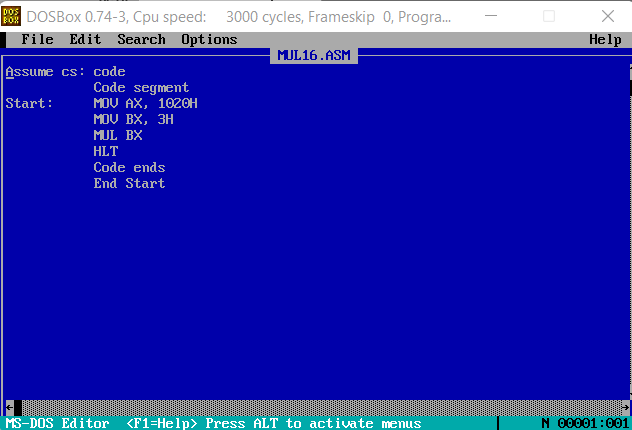 DOS BOX DOSBox 0.74-3, Cpu speed: 3000 cycles, Frameskip 0, Progra...
File Edit Search Options Help
MUL16.ASM
Assume cs: code
Code segment
Start: MOV AX, 1020H
MOV BX, 3H
MUL BX
HLT
Code ends
End Start
MS-DOS Editor <F1=Help> Press ALT to activate menus N 00001:001